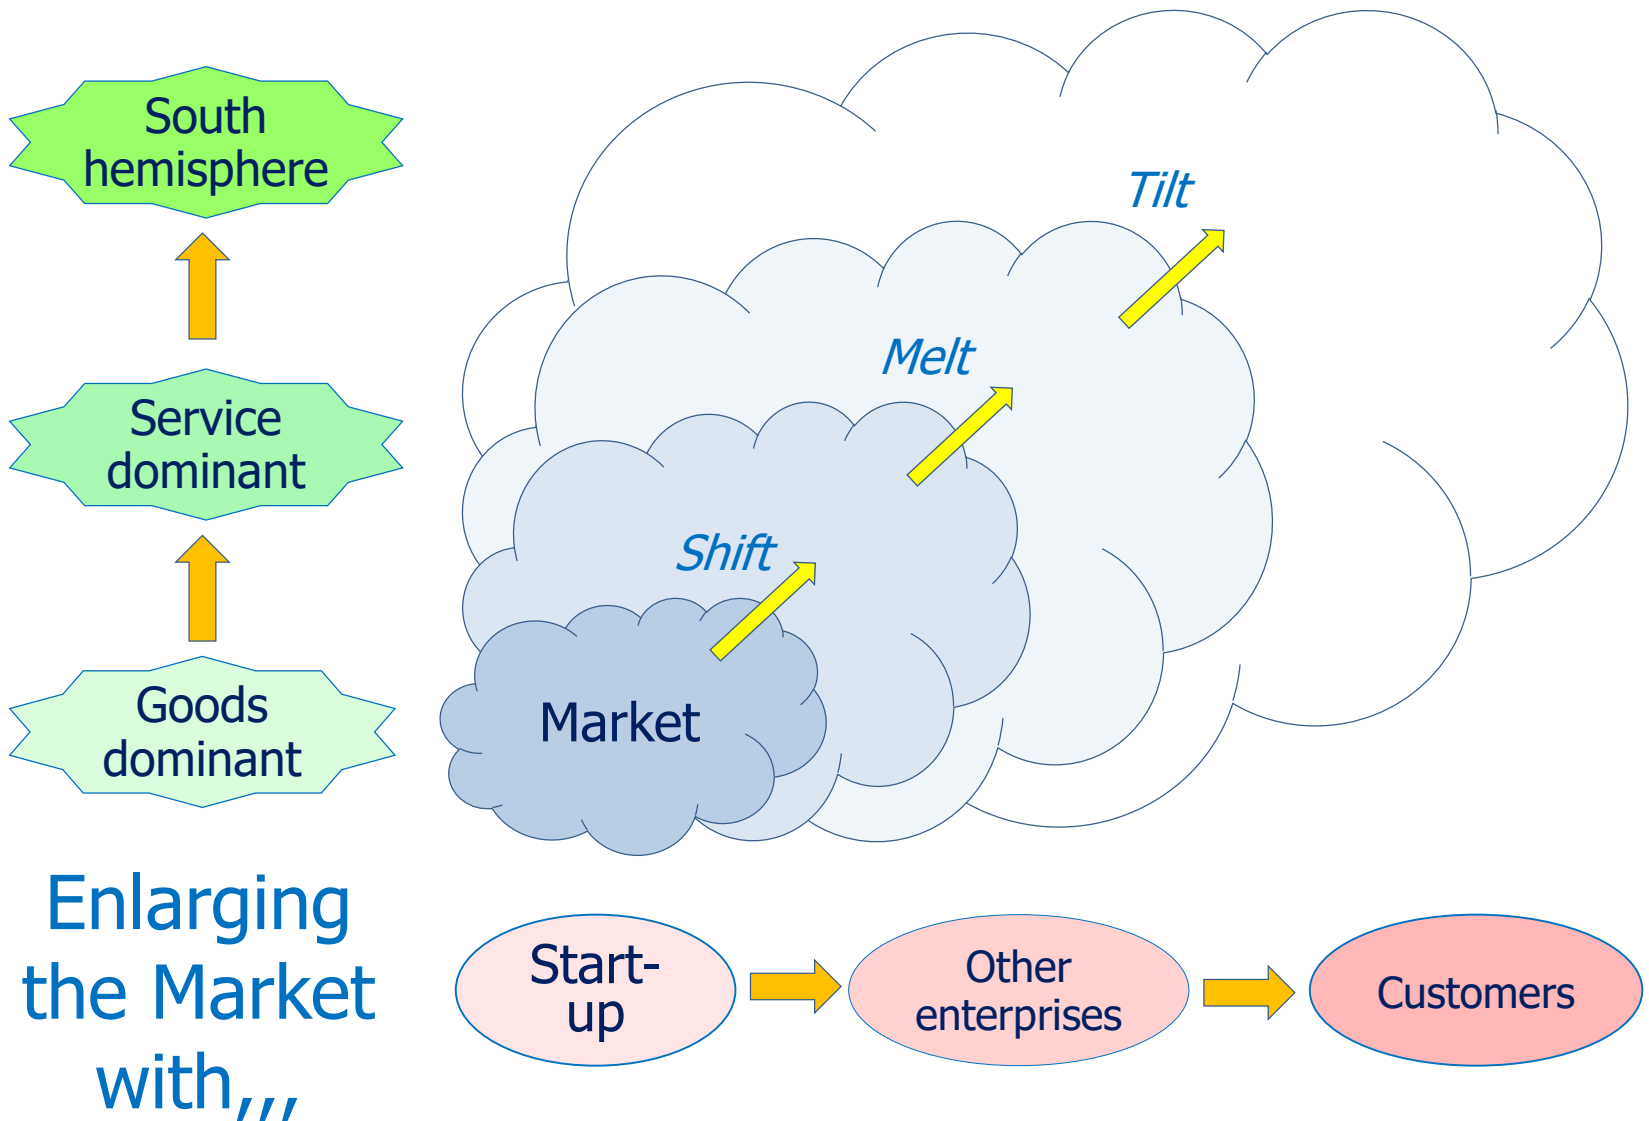 South
hemisphere
Service
dominant
Goods
dominant
Tilt
Melt
Shift
Market
Enlarging
the Market
with,,,
Start-
up
Other
enterprises
Customers